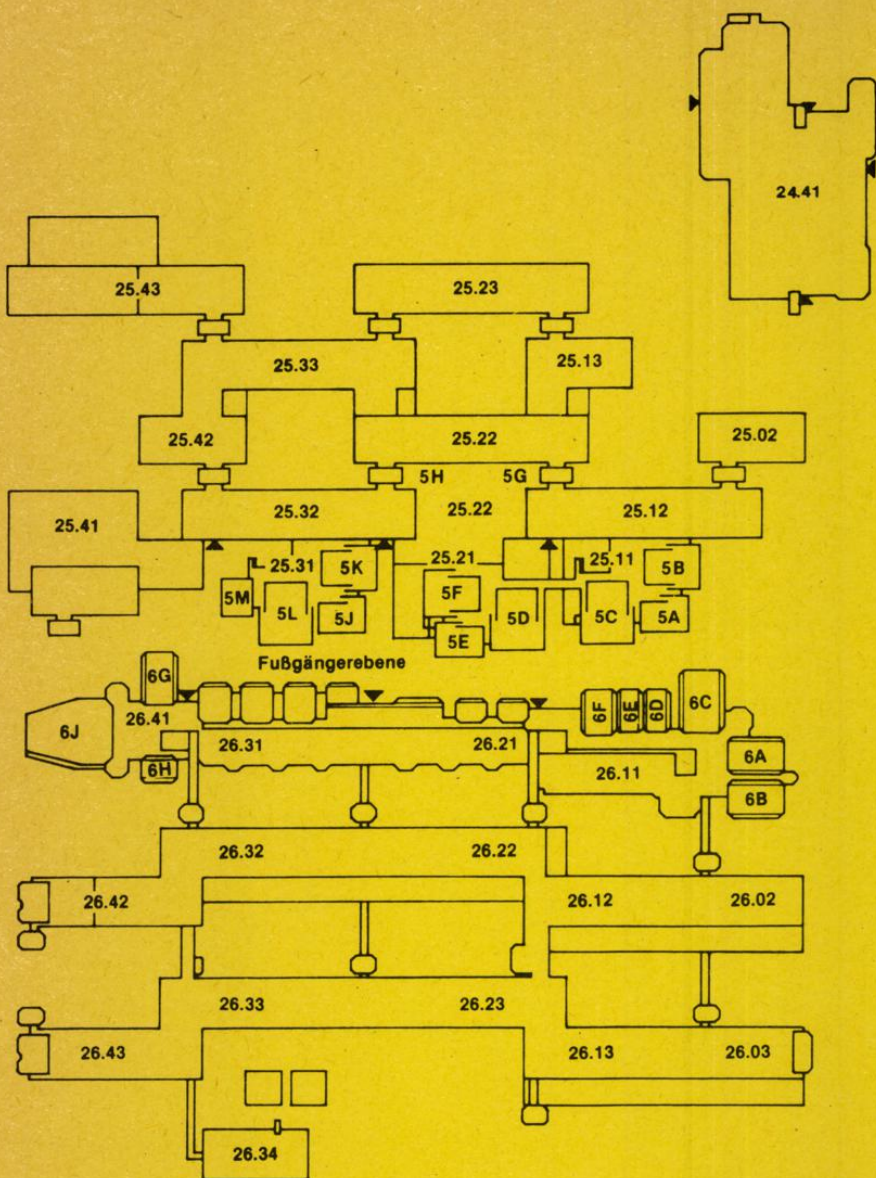 24.41
25.43
25.23
25.33
25.13
25.42
25.22
25.02
5H
5G
25.41
25.32
25.22
25.12
25.31
5K
25.21
25.11
5B
5M
5L
5J
5F
5E
5D
5C
5A
Fußgängerebene
6G
6J
26.41
6H
26.31
26.21
6F
6E
6D
6C
26.11
6A
6B
26.32
26.22
26.42
26.12
26.02
26.33
26.23
26.43
26.13
26.03
26.34